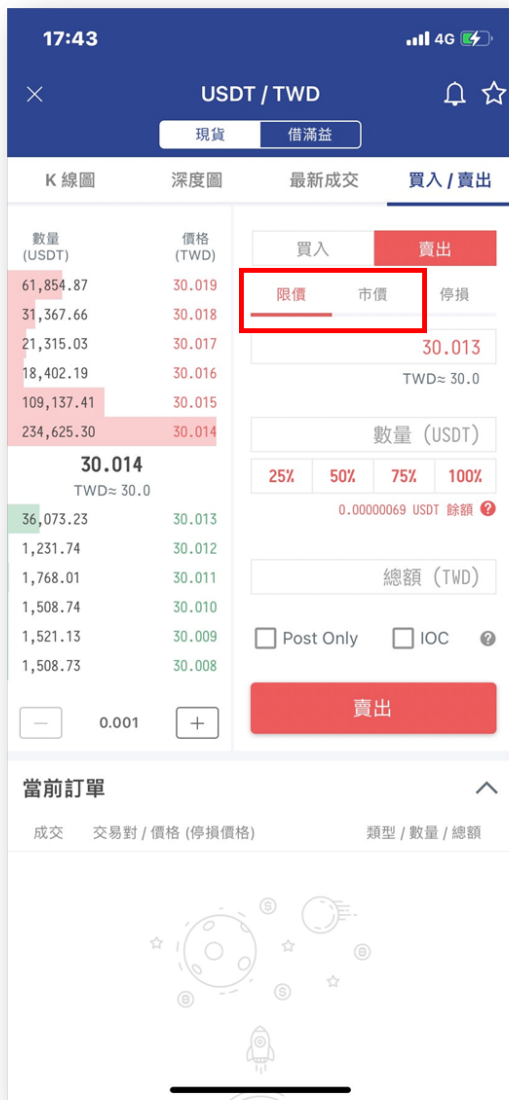 17:43 4G
USDT / TWD
現貨 借滿益
K 線圖 深度圖 最新成交 買入 / 賣出
數量 (USDT) 價格 (TWD)
61,854.87 30.019
31,367.66 30.018
21,315.03 30.017
18,402.19 30.016
109,137.41 30.015
234,625.30 30.014
30.014
TWD≈ 30.0
36,073.23 30.013
1,231.74 30.012
1,768.01 30.011
1,508.74 30.010
1,521.13 30.009
1,508.73 30.008
0.001
買入 賣出
限價 市價 停損
30.013
TWD≈ 30.0
數量 (USDT)
25% 50% 75% 100%
0.00000069 USDT 餘額 ?
總額 (TWD)
Post Only IOC ?
賣出
當前訂單
成交 交易對 / 價格 (停損價格) 類型 / 數量 / 總額